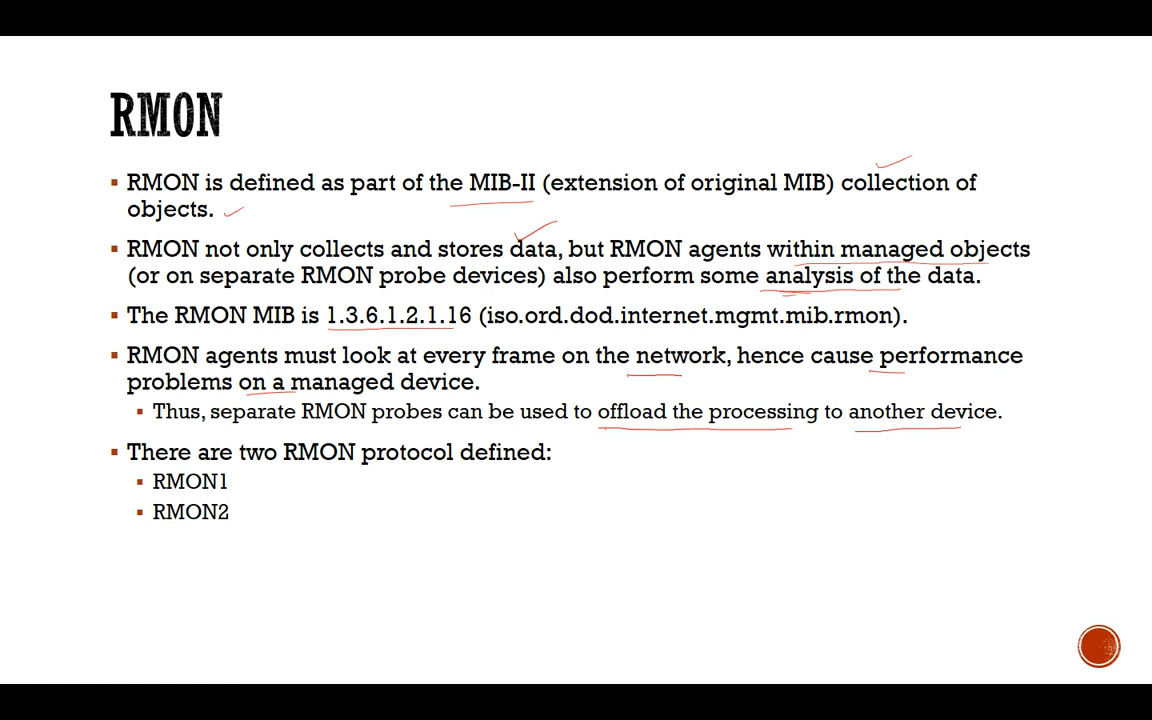 RMON
▪ RMON is defined as part of the MIB-II (extension of original MIB) collection of
objects.
▪ RMON not only collects and stores data, but RMON agents within managed objects
(or on separate RMON probe devices) also perform some analysis of the data.
▪ The RMON MIB is 1.3.6.1.2.1.16 (iso.ord.dod.internet.mgmt.mib.rmon).
▪ RMON agents must look at every frame on the network, hence cause performance
problems on a managed device.
▪ Thus, separate RMON probes can be used to offload the processing to another device.
▪ There are two RMON protocol defined:
▪ RMON1
▪ RMON2